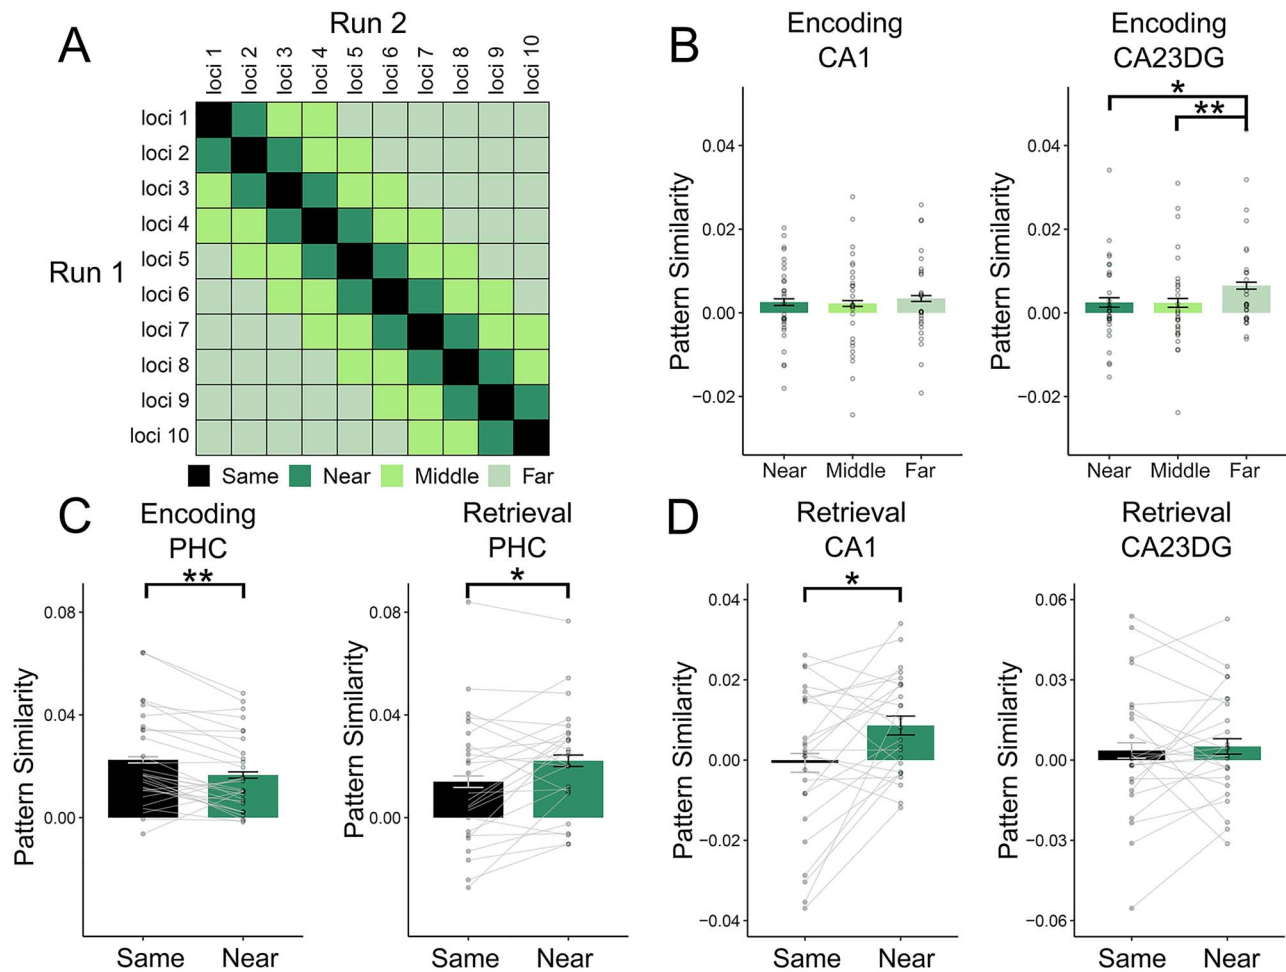 A
Run 2
loci 1
loci 2
loci 3
loci 4
loci 5
loci 6
loci 7
loci 8
loci 9
loci 10
Run 1
loci 1
loci 2
loci 3
loci 4
loci 5
loci 6
loci 7
loci 8
loci 9
loci 10
Same Near Middle Far
B
Encoding
CA1
Pattern Similarity
0.04
0.02
0.00
−0.02
Near Middle Far
Encoding
CA23DG
*
**
Pattern Similarity
0.04
0.02
0.00
−0.02
Near Middle Far
C
Encoding
PHC
**
Pattern Similarity
0.08
0.04
0.00
Same Near
Retrieval
PHC
*
Pattern Similarity
0.08
0.04
0.00
Same Near
D
Retrieval
CA1
*
Pattern Similarity
0.04
0.02
0.00
−0.02
−0.04
Same Near
Retrieval
CA23DG
Pattern Similarity
0.06
0.03
0.00
−0.03
−0.06
Same Near